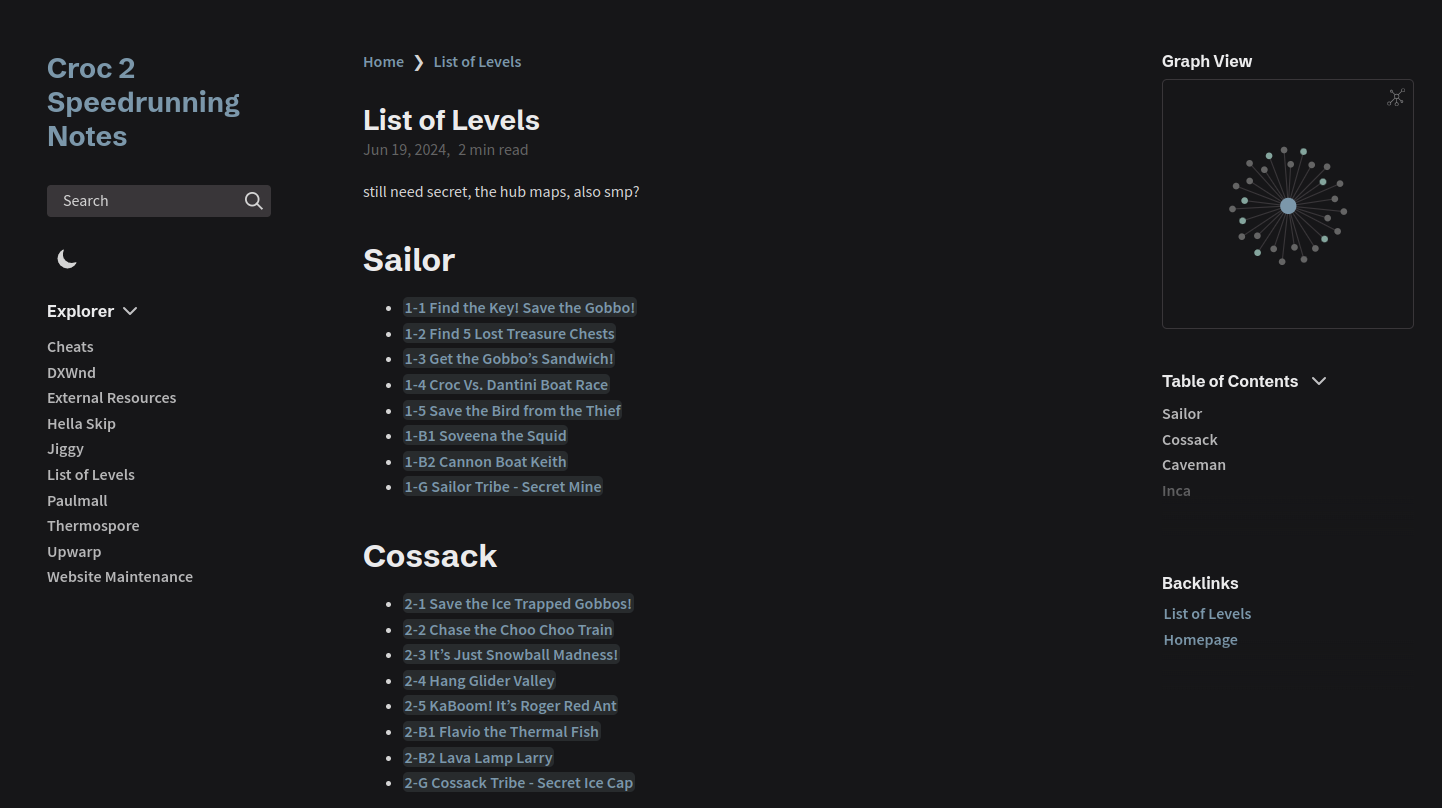 Croc 2
Speedrunning
Notes
Search
Explorer
Cheats
DXWnd
External Resources
Hella Skip
Jiggy
List of Levels
Paulmall
Thermospore
Upwarp
Website Maintenance
Home ❯ List of Levels
List of Levels
Jun 19, 2024, 2 min read
still need secret, the hub maps, also smp?
Sailor
1-1 Find the Key! Save the Gobbo!
1-2 Find 5 Lost Treasure Chests
1-3 Get the Gobbo’s Sandwich!
1-4 Croc Vs. Dantini Boat Race
1-5 Save the Bird from the Thief
1-B1 Soveena the Squid
1-B2 Cannon Boat Keith
1-G Sailor Tribe - Secret Mine
Cossack
2-1 Save the Ice Trapped Gobbos!
2-2 Chase the Choo Choo Train
2-3 It’s Just Snowball Madness!
2-4 Hang Glider Valley
2-5 KaBoom! It’s Roger Red Ant
2-B1 Flavio the Thermal Fish
2-B2 Lava Lamp Larry
2-G Cossack Tribe - Secret Ice Cap
Graph View
Table of Contents
Sailor
Cossack
Caveman
Inca
Backlinks
List of Levels
Homepage